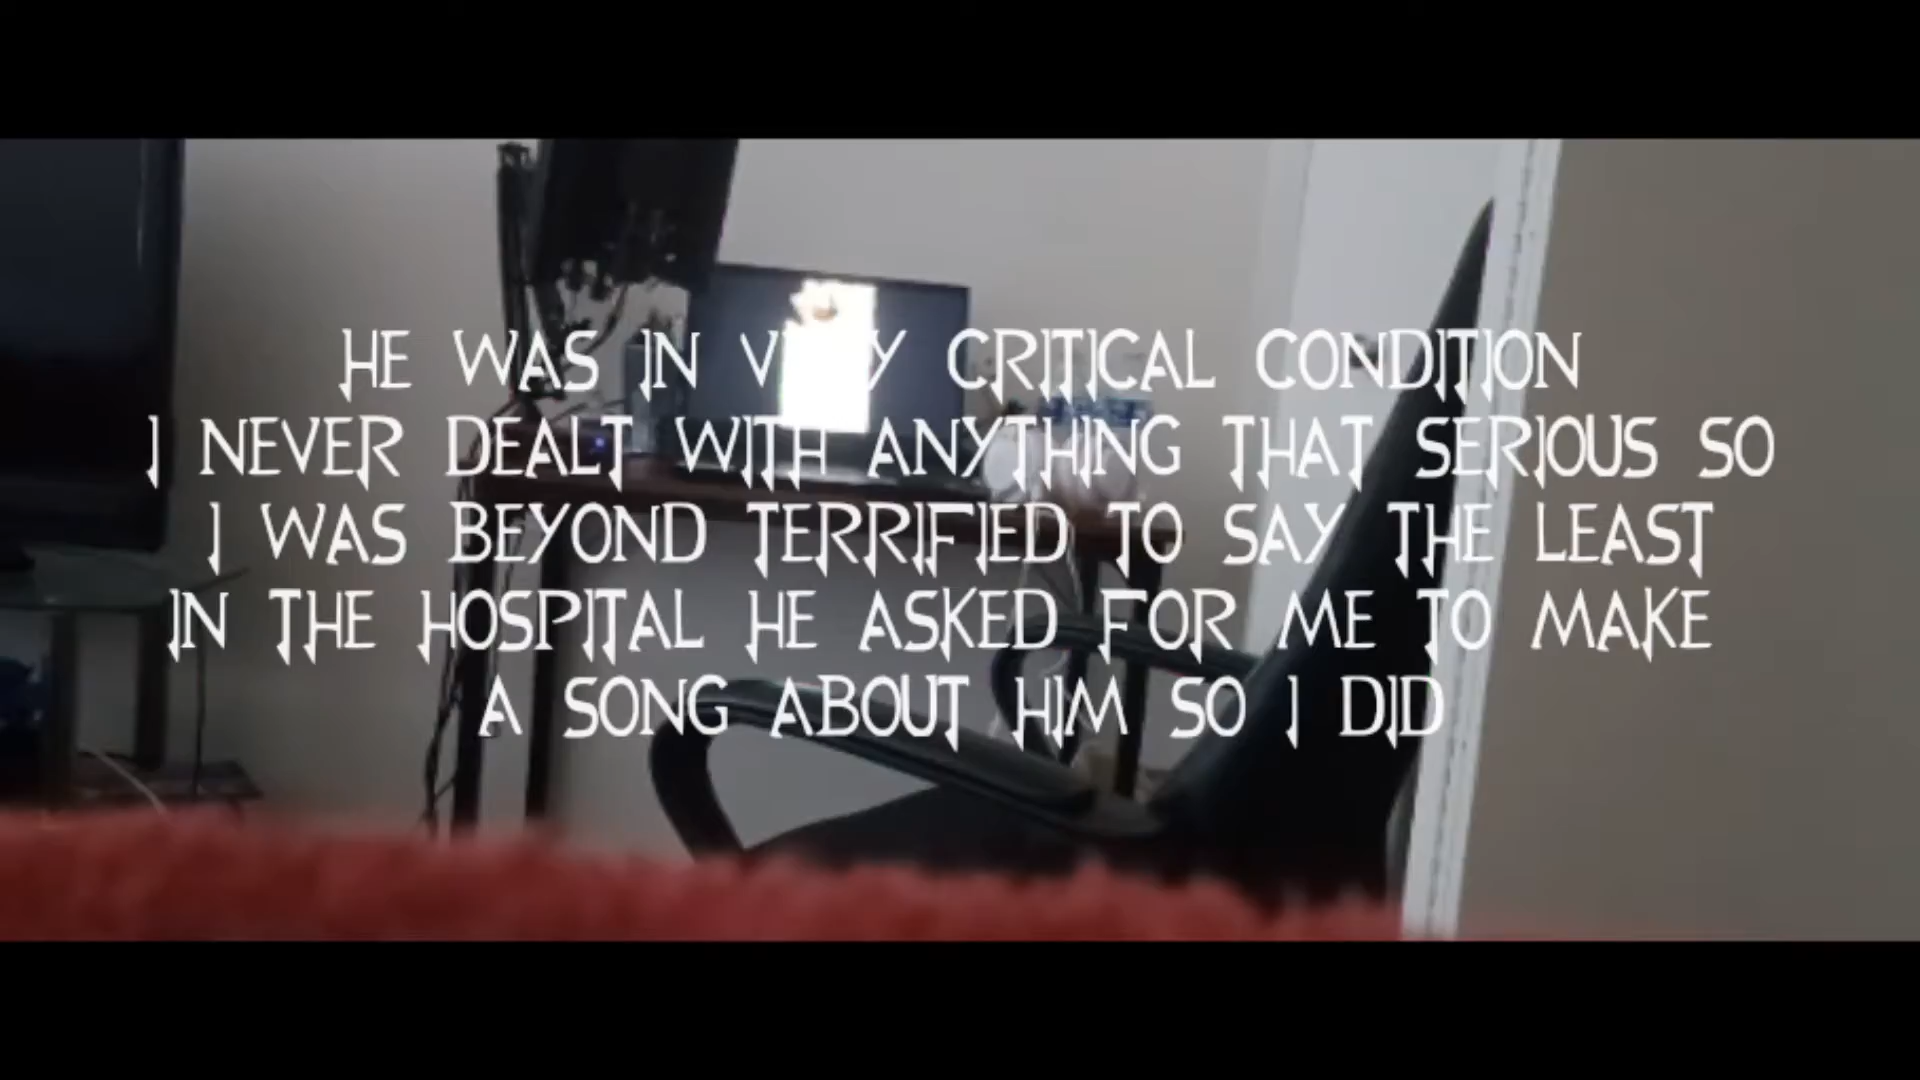 HE WAS IN VERY CRITICAL CONDITION
I NEVER DEALT WITH ANYTHING THAT SERIOUS SO
I WAS BEYOND TERRIFIED TO SAY THE LEAST
IN THE HOSPITAL HE ASKED FOR ME TO MAKE
A SONG ABOUT HIM SO I DID